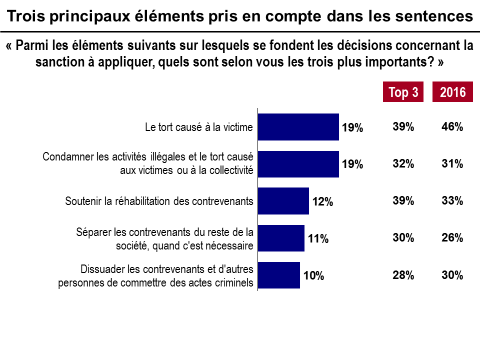 Trois principaux éléments pris en compte dans les sentences
« Parmi les éléments suivants sur lesquels se fondent les décisions concernant la
sanction à appliquer, quels sont selon vous les trois plus importants? »
Top 3 2016
Le tort causé à la victime 19% 39% 46%
Condamner les activités illégales et le tort causé
aux victimes ou à la collectivité 19% 32% 31%
Soutenir la réhabilitation des contrevenants 12% 39% 33%
Séparer les contrevenants du reste de la
société, quand c'est nécessaire 11% 30% 26%
Dissuader les contrevenants et d'autres
personnes de commettre des actes criminels 10% 28% 30%